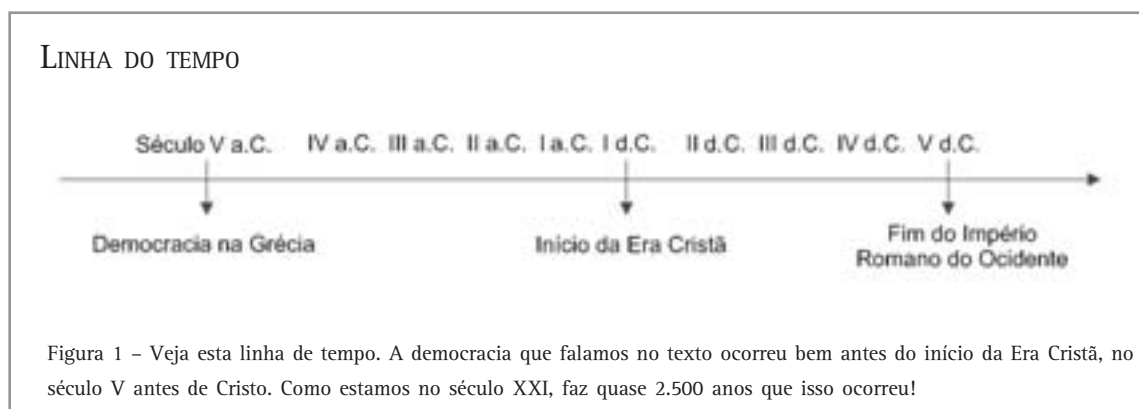 LINHA DO TEMPO
Século V a.C. IV a.C. III a.C. II a.C. I a.C. I d.C. II d.C. III d.C. IV d.C. V d.C.
Democracia na Grécia Início da Era Cristã Fim do Império
Romano do Ocidente
Figura 1 – Veja esta linha de tempo. A democracia que falamos no texto ocorreu bem antes do início da Era Cristã, no
século V antes de Cristo. Como estamos no século XXI, faz quase 2.500 anos que isso ocorreu!